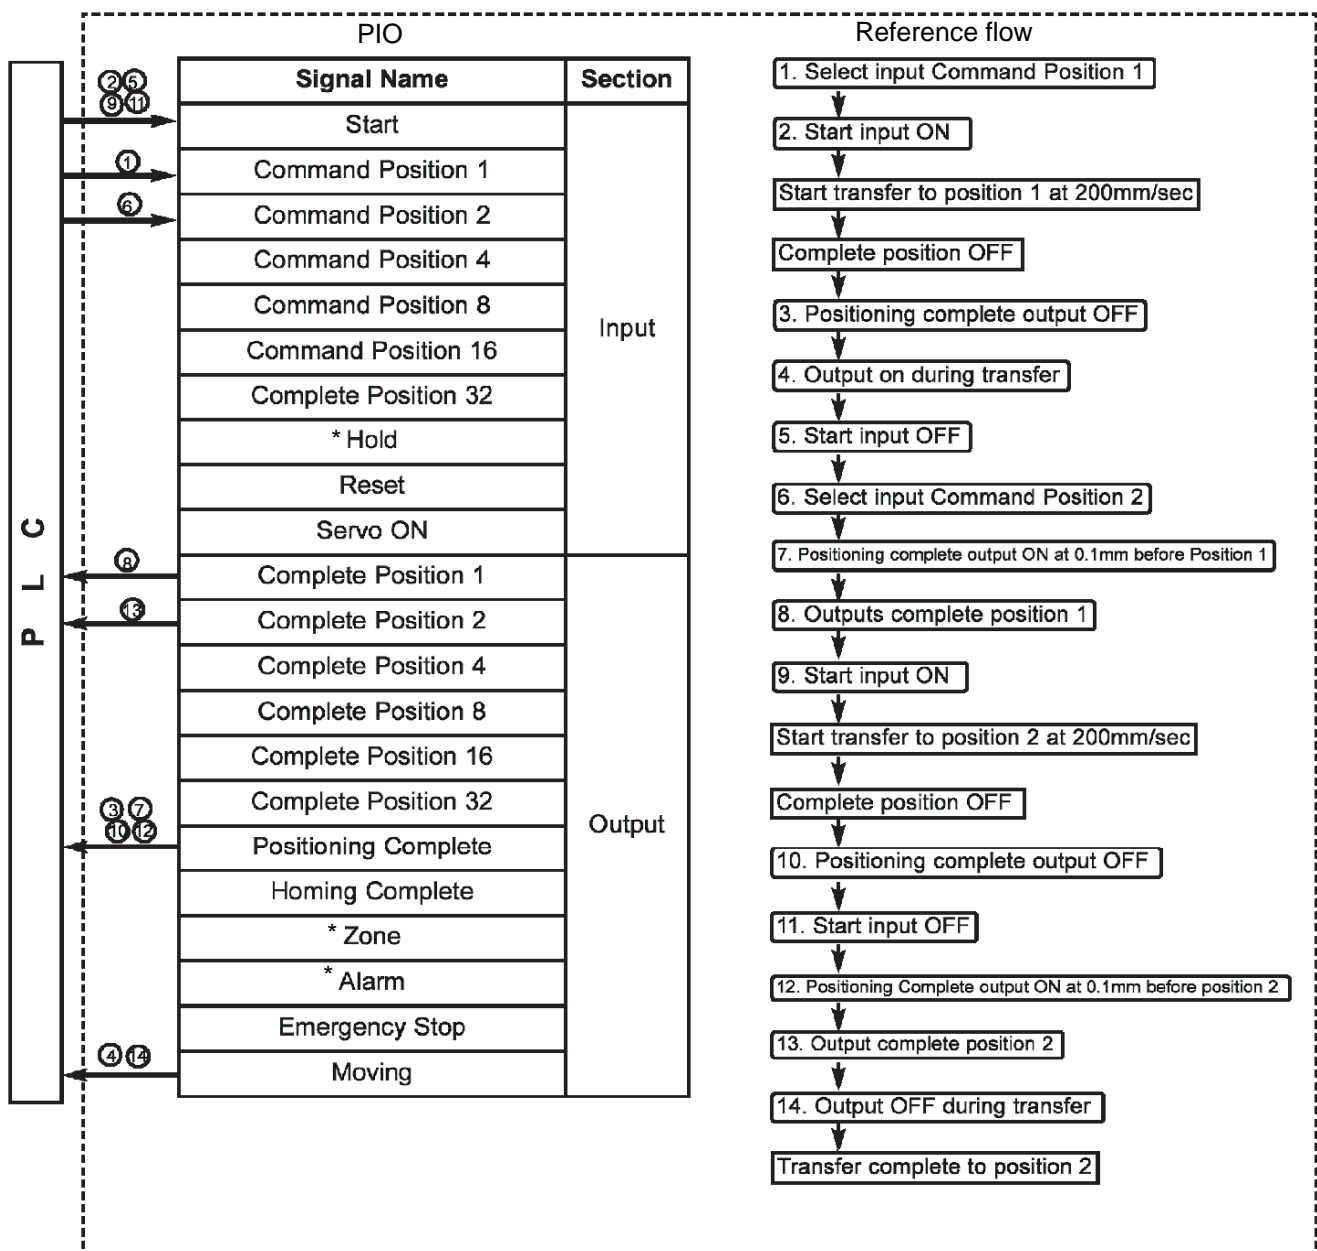 PIO
Signal Name Section
② ⑤
⑨ ⑪
Start
① Command Position 1
⑥ Command Position 2
Command Position 4
Command Position 8
Command Position 16
Complete Position 32
* Hold
Reset
Servo ON
Input
PLC
⑧ Complete Position 1
⑬ Complete Position 2
Complete Position 4
Complete Position 8
Complete Position 16
Complete Position 32
③ ⑦
⑩ ⑫
Positioning Complete
Homing Complete
* Zone
* Alarm
Emergency Stop
④ ⑭ Moving
Output
Reference flow
1. Select input Command Position 1
2. Start input ON
Start transfer to position 1 at 200mm/sec
Complete position OFF
3. Positioning complete output OFF
4. Output on during transfer
5. Start input OFF
6. Select input Command Position 2
7. Positioning complete output ON at 0.1mm before Position 1
8. Outputs complete position 1
9. Start input ON
Start transfer to position 2 at 200mm/sec
Complete position OFF
10. Positioning complete output OFF
11. Start input OFF
12. Positioning Complete output ON at 0.1mm before position 2
13. Output complete position 2
14. Output OFF during transfer
Transfer complete to position 2